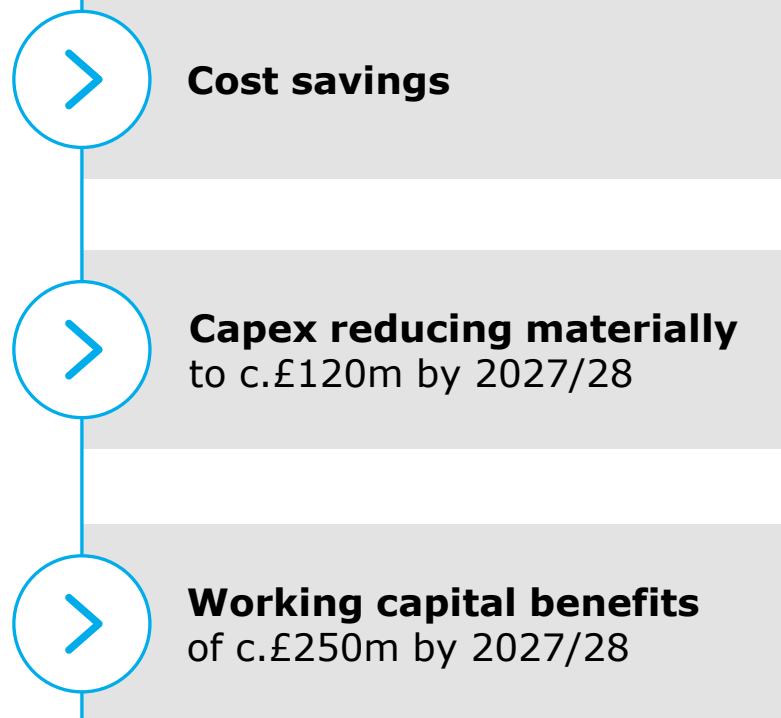 Cost savings
Capex reducing materially
to c.£120m by 2027/28
Working capital benefits
of c.£250m by 2027/28